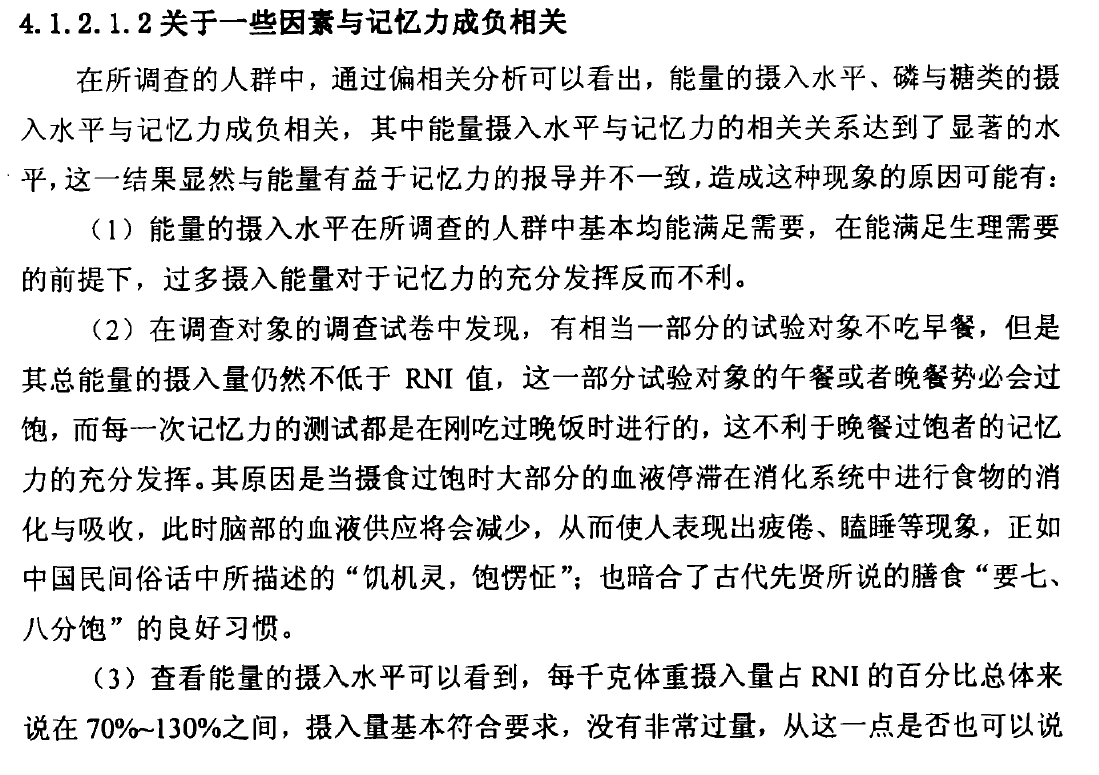 4.1.2.1.2 关于一些因素与记忆力成负相关
在所调查的人群中，通过偏相关分析可以看出，能量的摄入水平、磷与糖类的摄
入水平与记忆力成负相关，其中能量摄入水平与记忆力的相关关系达到了显著的水
平，这一结果显然与能量有益于记忆力的报导并不一致，造成这种现象的原因可能有：
（1）能量的摄入水平在所调查的人群中基本均能满足需要，在能满足生理需要
的前提下，过多摄入能量对于记忆力的充分发挥反而不利。
（2）在调查对象的调查试卷中发现，有相当一部分的试验对象不吃早餐，但是
其总能量的摄入量仍然不低于 RNI 值，这一部分试验对象的午餐或者晚餐势必会过
饱，而每一次记忆力的测试都是在刚吃过晚饭时进行的，这不利于晚餐过饱者的记忆
力的充分发挥。其原因是当摄食过饱时大部分的血液停滞在消化系统中进行食物的消
化与吸收，此时脑部的血液供应将会减少，从而使人表现出疲倦、瞌睡等现象，正如
中国民间俗话中所描述的“饥机灵，饱愣怔”；也暗合了古代先贤所说的膳食“要七、
八分饱”的良好习惯。
（3）查看能量的摄入水平可以看到，每千克体重摄入量占 RNI 的百分比总体来
说在 70%~130%之间，摄入量基本符合要求，没有非常过量，从这一点是否也可以说